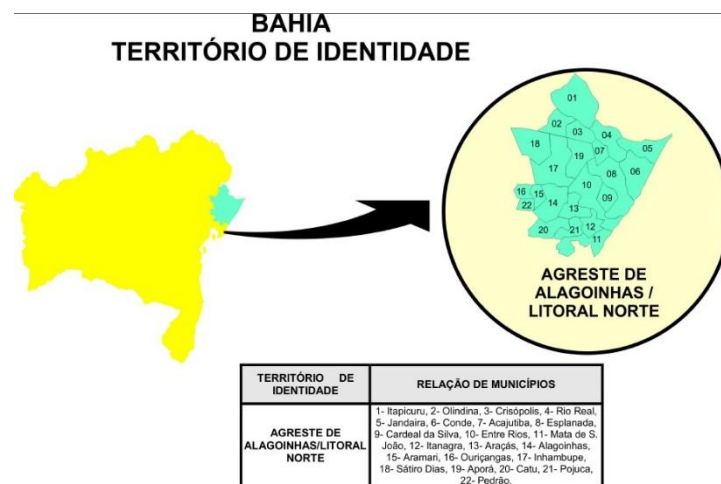 BAHIA
TERRITÓRIO DE IDENTIDADE
01
02
03
04
05
18
19
07
17
08
06
10
16
15
09
22
14
13
20
21
12
11
AGRESTE DE
ALAGOINHAS /
LITORAL NORTE
TERRITÓRIO DE
IDENTIDADE
RELAÇÃO DE MUNICÍPIOS
AGRESTE DE
ALAGOINHAS/LITORAL
NORTE
1- Itapicuru, 2- Olindina, 3- Crisópolis, 4- Rio Real,
5- Jandaira, 6- Conde, 7- Acajutiba, 8- Esplanada,
9- Cardeal da Silva, 10- Entre Rios, 11- Mata de S.
João, 12- Itanagra, 13- Araçás, 14- Alagoinhas,
15- Aramari, 16- Ouriçangas, 17- Inhambupe,
18- Sátiro Dias, 19- Aporá, 20- Catu, 21- Pojuca,
22- Pedrão.